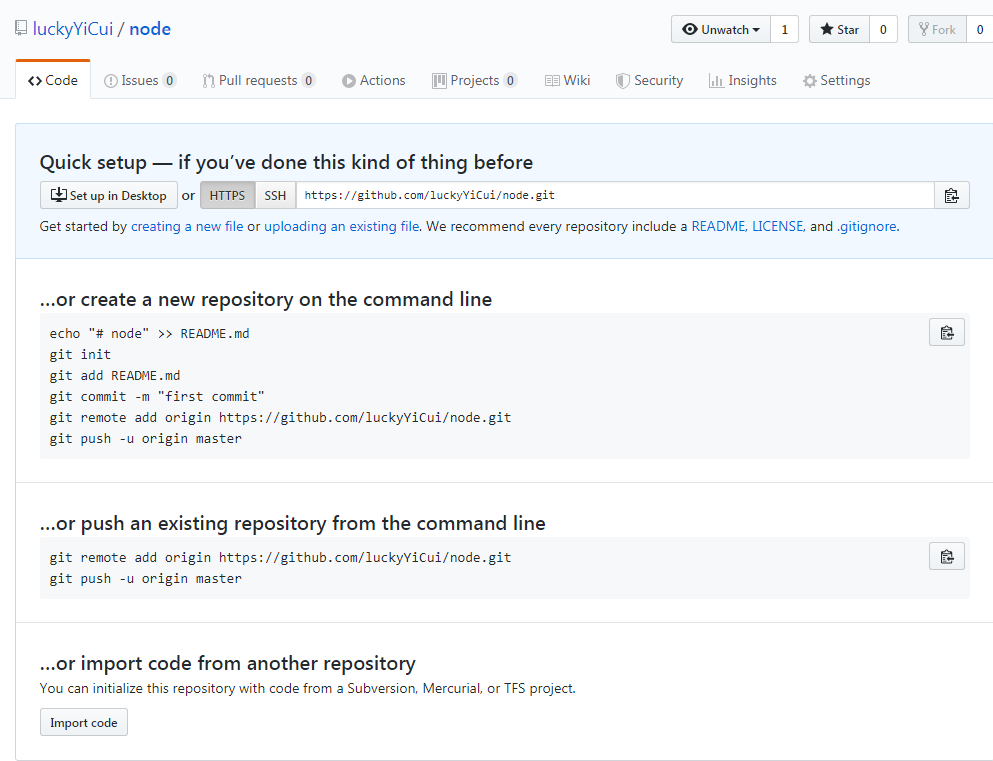 luckyYiCui / node
Unwatch 1 Star 0 Fork 0
Code Issues 0 Pull requests 0 Actions Projects 0 Wiki Security Insights Settings
Quick setup — if you’ve done this kind of thing before
Set up in Desktop or HTTPS SSH https://github.com/luckyYiCui/node.git
Get started by creating a new file or uploading an existing file. We recommend every repository include a README, LICENSE, and .gitignore.
…or create a new repository on the command line
echo "# node" >> README.md
git init
git add README.md
git commit -m "first commit"
git remote add origin https://github.com/luckyYiCui/node.git
git push -u origin master
…or push an existing repository from the command line
git remote add origin https://github.com/luckyYiCui/node.git
git push -u origin master
…or import code from another repository
You can initialize this repository with code from a Subversion, Mercurial, or TFS project.
Import code